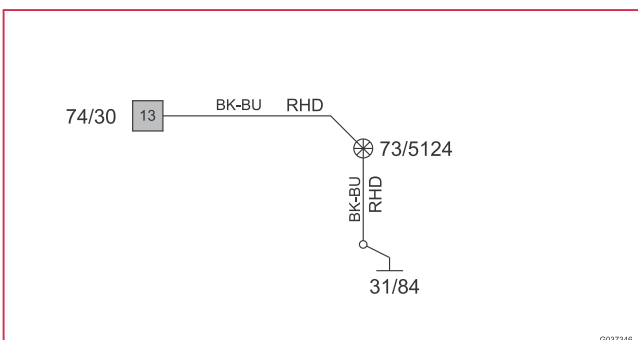 BK-BU RHD
74/30 13
73/5124
BK-BU
RHD
31/84
G037346